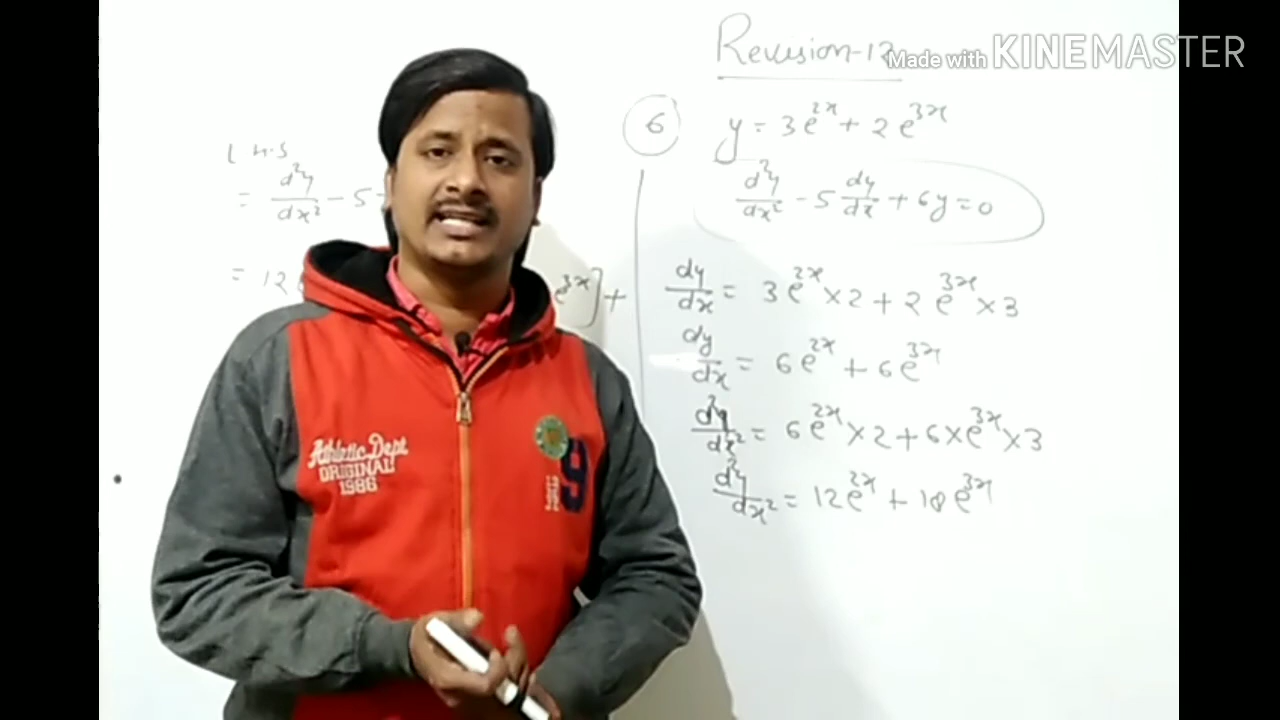 Revision-12
Made with KINEMASTER
6 y = 3e^{2x} + 2e^{3x}
d²y/dx² - 5 dy/dx + 6y = 0
L H.S
= d²y/dx² - 5
= 12 e^{3x}] +
dy/dx = 3e^{2x} × 2 + 2e^{3x} × 3
dy/dx = 6e^{2x} + 6e^{3x}
d²y/dx² = 6e^{2x} × 2 + 6 × e^{3x} × 3
d²y/dx² = 12e^{2x} + 18e^{3x}
Athletic Dept
ORIGINAL
1986
9